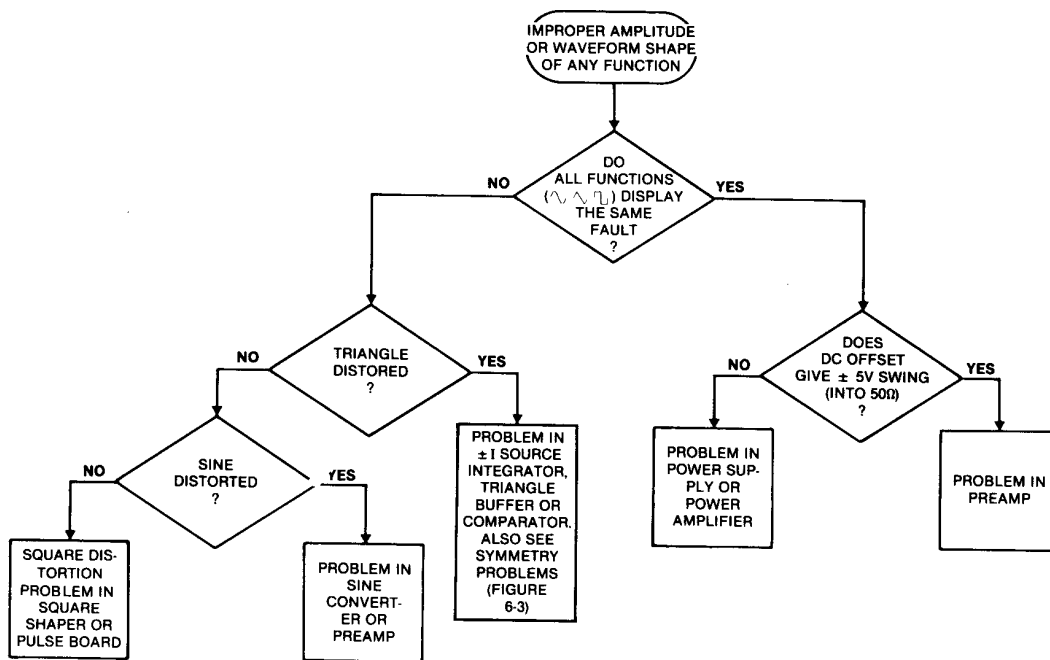 IMPROPER AMPLITUDE
OR WAVEFORM SHAPE
OF ANY FUNCTION
DO
ALL FUNCTIONS
( ) DISPLAY
THE SAME
FAULT
?
NO
YES
TRIANGLE
DISTORED
?
NO
YES
DOES
DC OFFSET
GIVE ± 5V SWING
(INTO 50Ω)
?
NO
YES
SINE
DISTORTED
?
NO
YES
PROBLEM IN
±I SOURCE
INTEGRATOR,
TRIANGLE
BUFFER OR
COMPARATOR.
ALSO SEE
SYMMETRY
PROBLEMS
(FIGURE
6-3)
PROBLEM IN
POWER SUP-
PLY OR
POWER
AMPLIFIER
PROBLEM IN
PREAMP
SQUARE DIS-
TORTION
PROBLEM IN
SQUARE
SHAPER OR
PULSE BOARD
PROBLEM IN
SINE
CONVERT-
ER OR
PREAMP